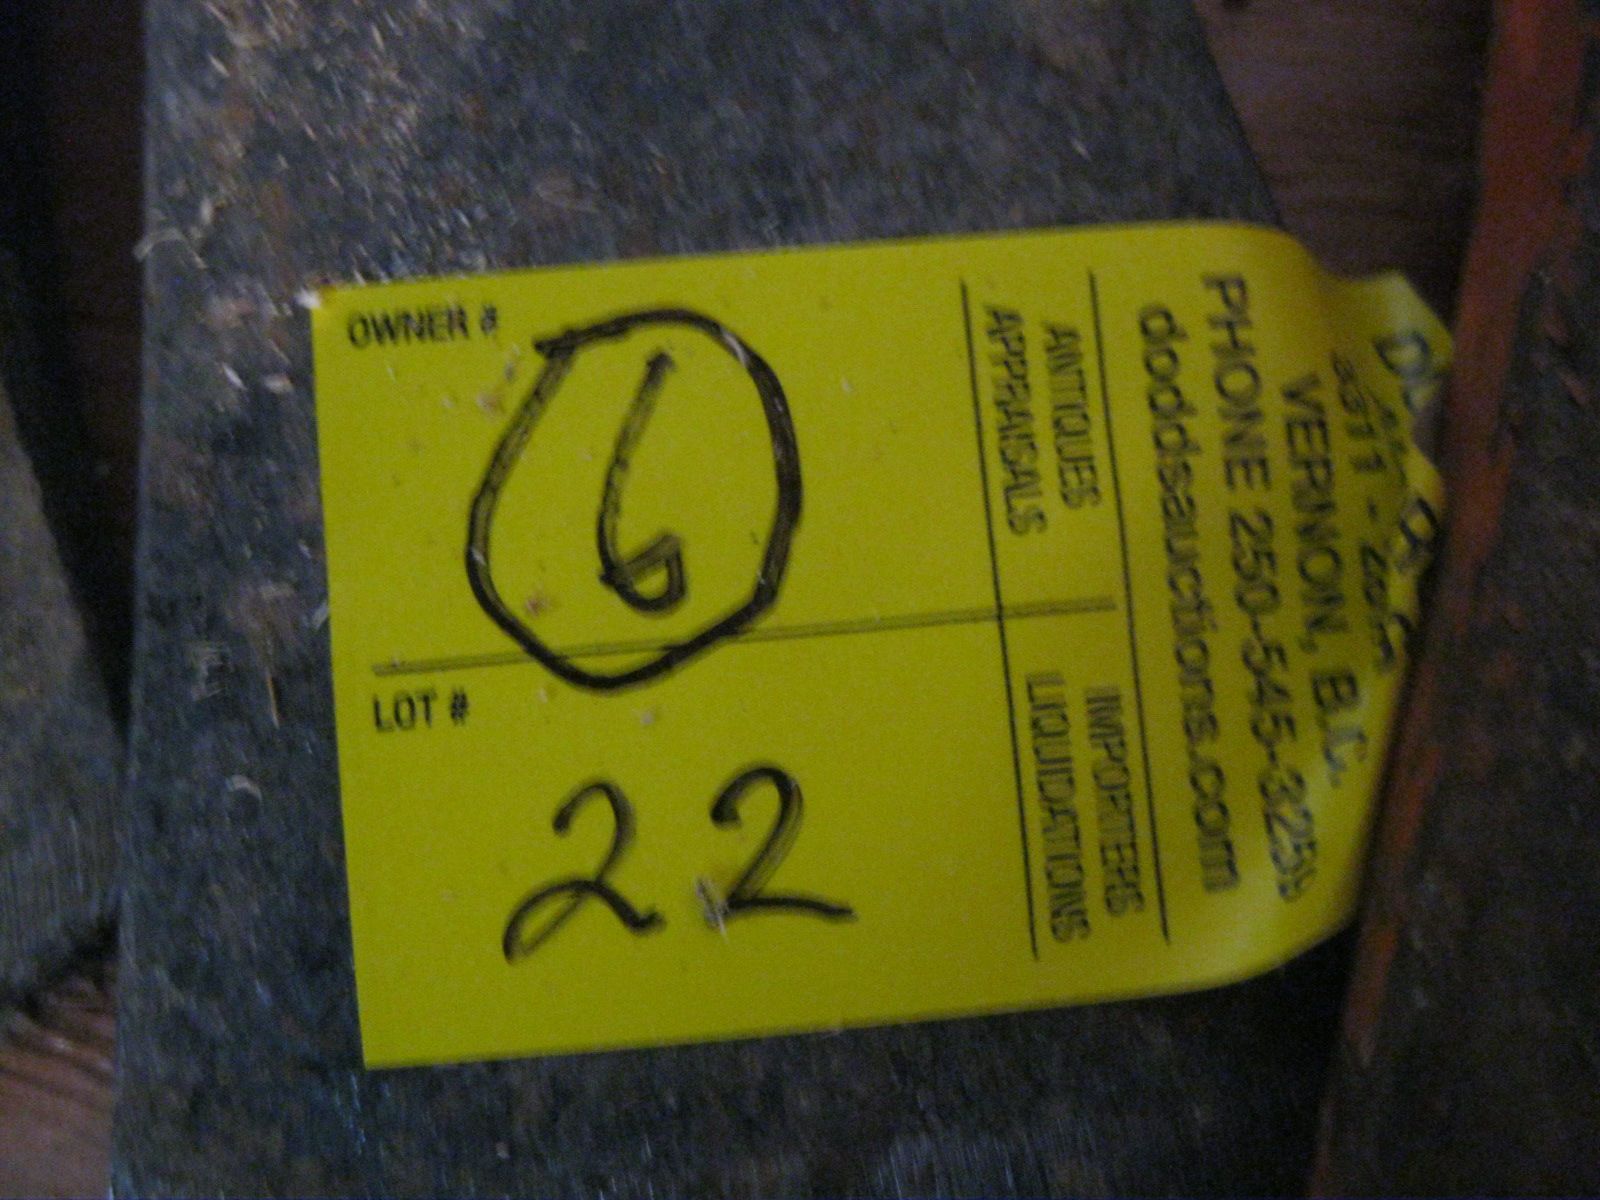 VERNON, B.C.
PHONE 250-545-3259
doddsauctions.com
ANTIQUES
APPRAISALS
IMPORTERS
LIQUIDATIONS
OWNER #
6
LOT #
22